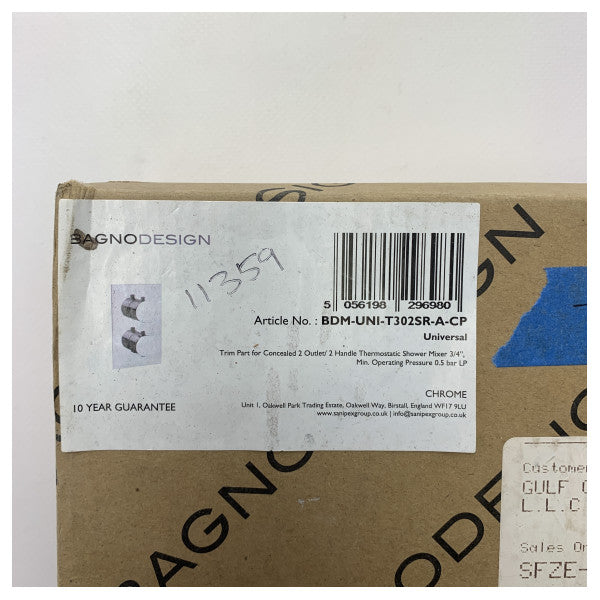 BAGNODESIGN
11359
5 056198 296980
Article No. : BDM-UNI-T302SR-A-CP
Universal
Trim Part for Concealed 2 Outlet/ 2 Handle Thermostatic Shower Mixer 3/4",
Min. Operating Pressure 0.5 bar LP
CHROME
10 YEAR GUARANTEE
Unit 1, Oakwell Park Trading Estate, Oakwell Way, Birstall, England WF17 9LU
www.sanipexgroup.co.uk | info@sanipexgroup.co.uk
DESIGN
BAGNO
BAGNODESIGN
NODESIGN
Customer
GULF
L.L.C
Sales Or
SFZE-